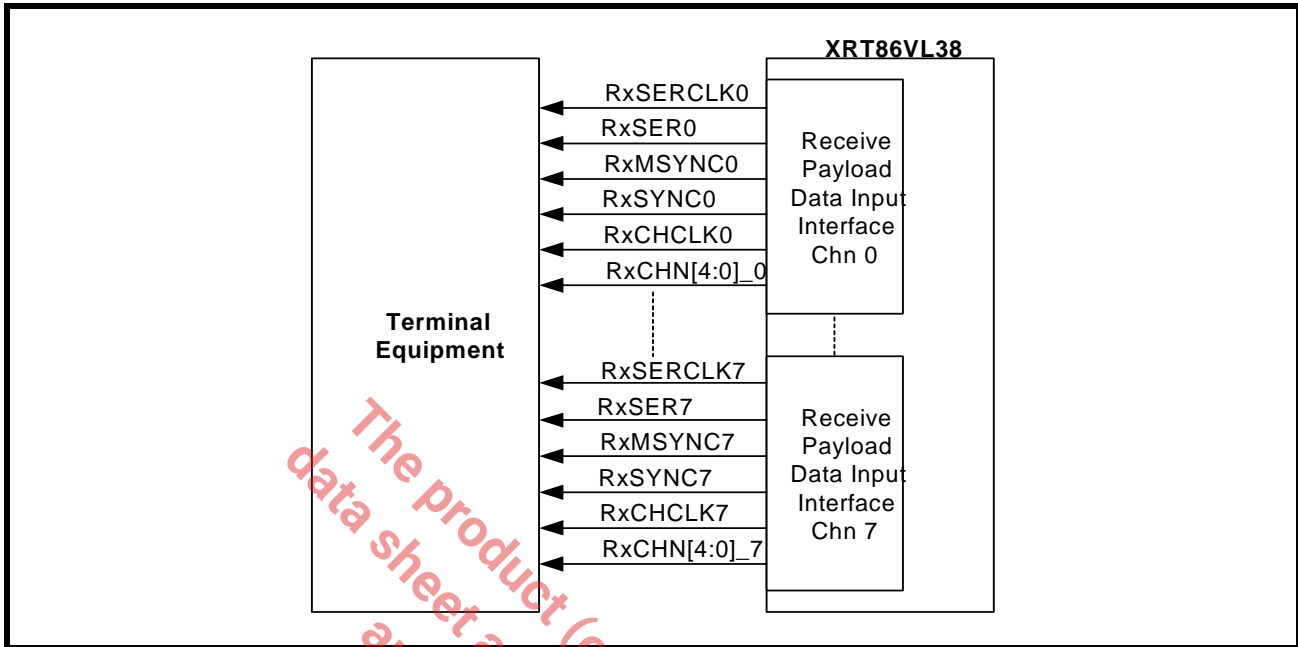 XRT86VL38
RxSERCLK0
RxSER0
RxMSYNC0
RxSYNC0
RxCHCLK0
RxCHN[4:0]_0
Receive
Payload
Data Input
Interface
Chn 0
Terminal
Equipment
RxSERCLK7
RxSER7
RxMSYNC7
RxSYNC7
RxCHCLK7
RxCHN[4:0]_7
Receive
Payload
Data Input
Interface
Chn 7
The product (
data sheet a